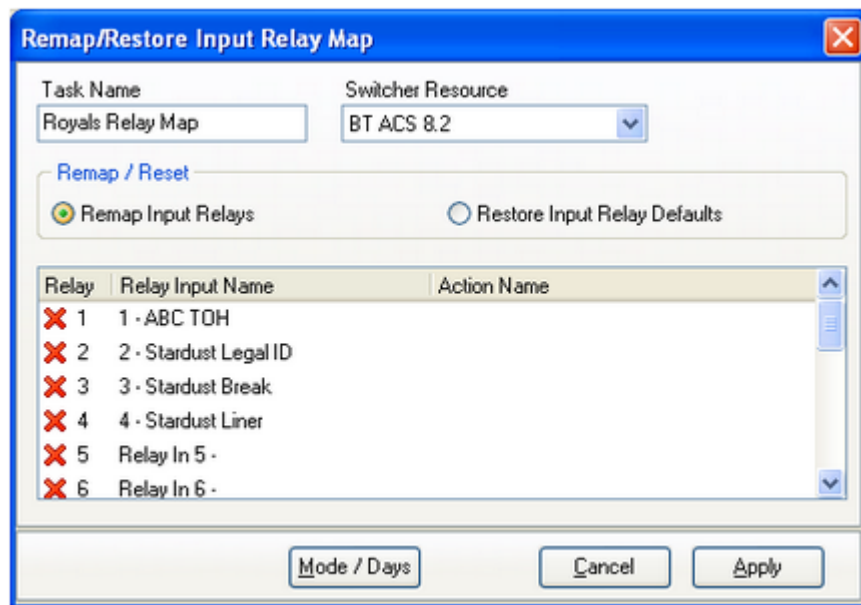 Remap/Restore Input Relay Map
Task Name Switcher Resource
Royals Relay Map BT ACS 8.2
Remap / Reset
Remap Input Relays Restore Input Relay Defaults
Relay Relay Input Name Action Name
1 1 - ABC TOH
2 2 - Stardust Legal ID
3 3 - Stardust Break
4 4 - Stardust Liner
5 Relay In 5 -
6 Relay In 6 -
Mode / Days Cancel Apply